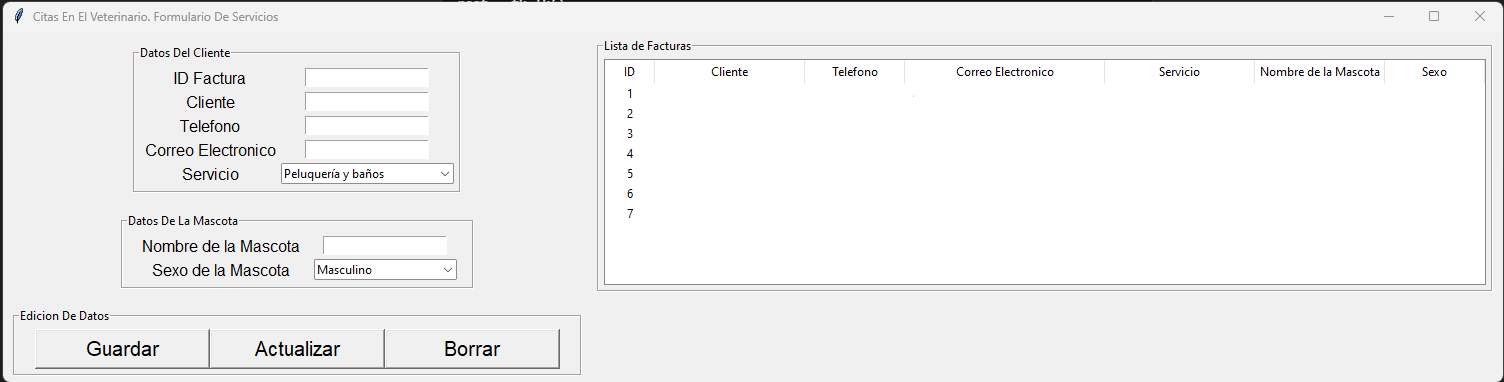 Citas En El Veterinario. Formulario De Servicios
Datos Del Cliente
ID Factura
Cliente
Telefono
Correo Electronico
Servicio Peluquería y baños
Datos De La Mascota
Nombre de la Mascota
Sexo de la Mascota Masculino
Edicion De Datos
Guardar Actualizar Borrar
Lista de Facturas
ID Cliente Telefono Correo Electronico Servicio Nombre de la Mascota Sexo
1
2
3
4
5
6
7